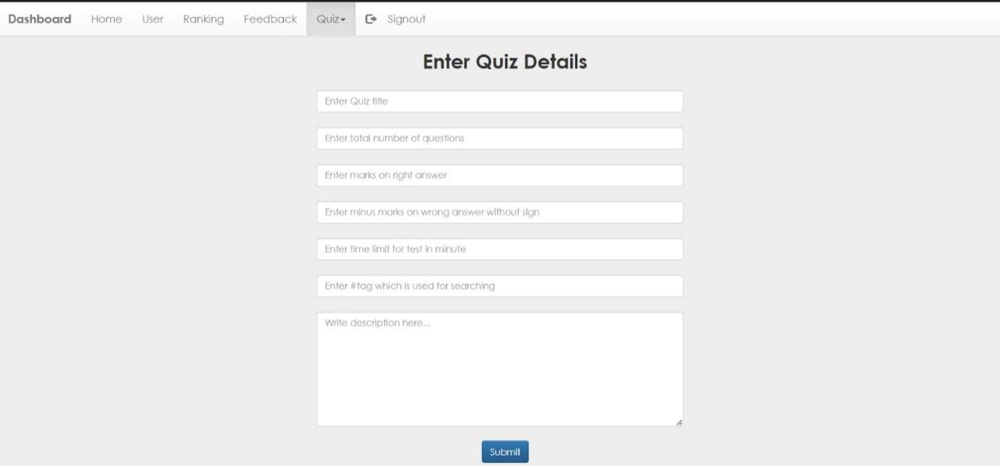 Dashboard Home User Ranking Feedback Quiz Signout
Enter Quiz Details
Enter Quiz title
Enter total number of questions
Enter marks on right answer
Enter minus marks on wrong answer without sign
Enter time limit for test in minute
Enter #tag which is used for searching
Write description here...
Submit